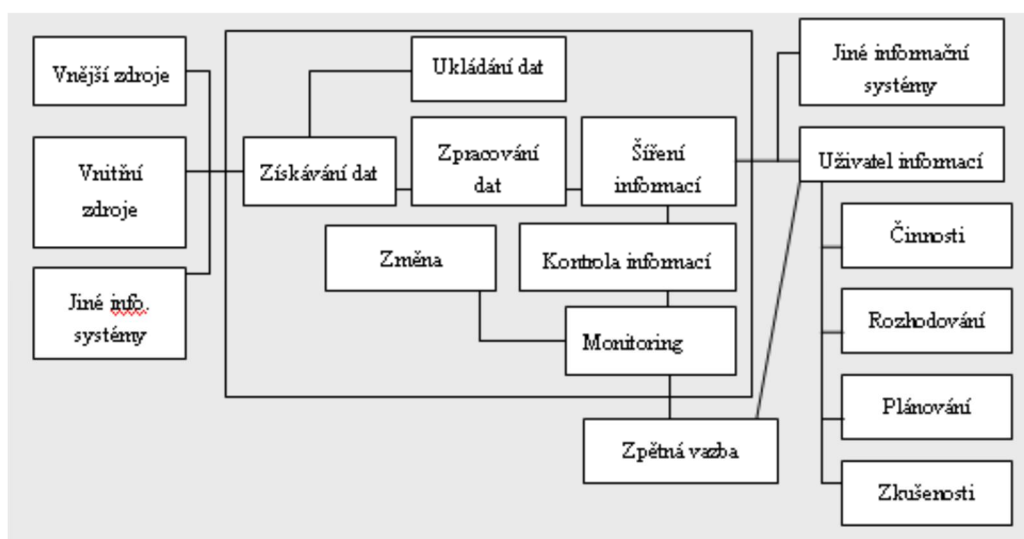 Vnější zdroje
Vnitřní
zdroje
Jiné info.
systémy
Ukládání dat
Získávání dat
Zpracování
dat
Šíření
informací
Změna
Kontrola informací
Monitoring
Zpětná vazba
Jiné informační
systémy
Uživatel informací
Činnosti
Rozhodování
Plánování
Zkušenosti